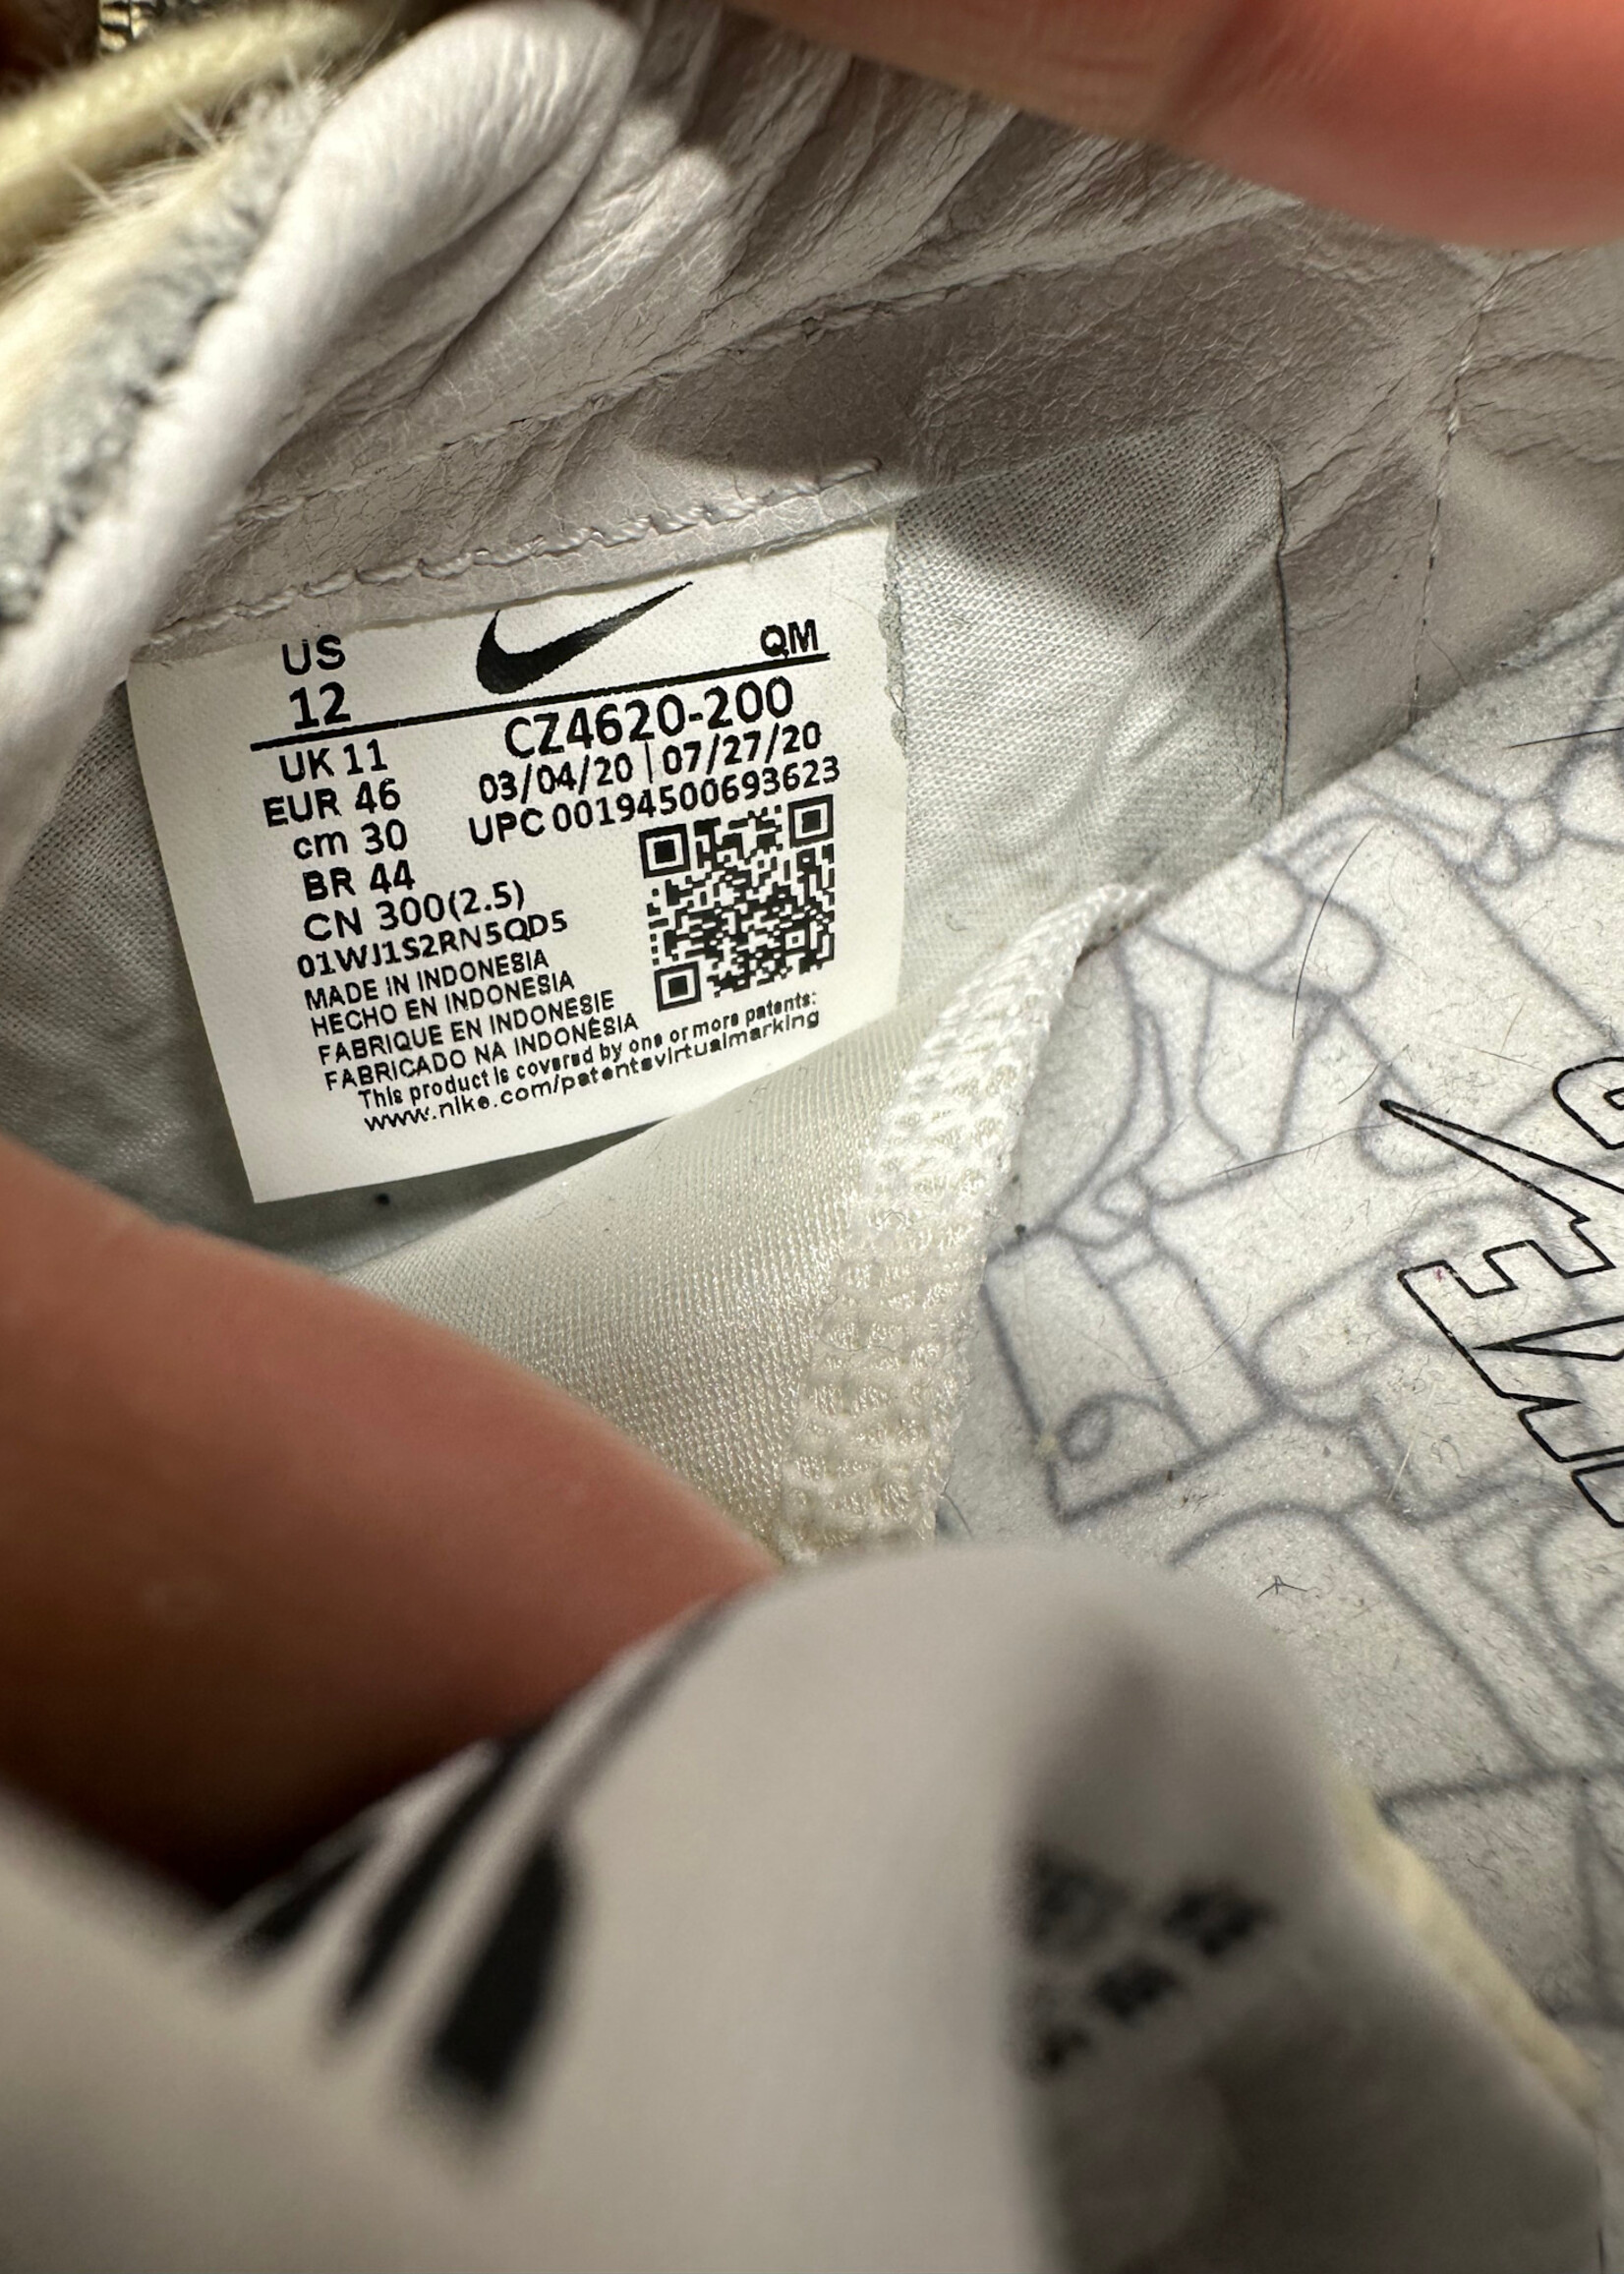 US
12
QM
CZ4620-200
03/04/20 | 07/27/20
UPC 00194500693623
UK 11
EUR 46
cm 30
BR 44
CN 300(2.5)
01WJ1S2RN5QD5
MADE IN INDONESIA
HECHO EN INDONESIA
FABRIQUE EN INDONESIE
FABRICADO NA INDONÉSIA
This product is covered by one or more patents:
www.nike.com/patentsvirtualmarking